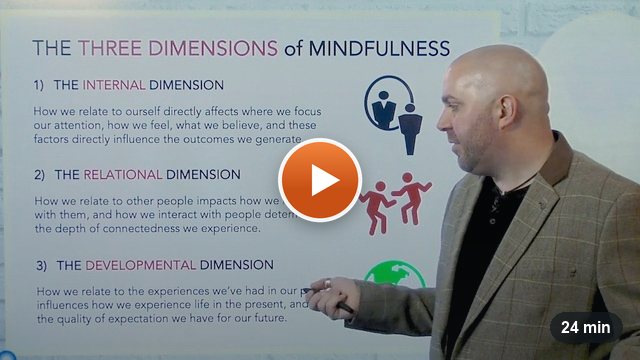 THE THREE DIMENSIONS of MINDFULNESS
1) THE INTERNAL DIMENSION
How we relate to ourself directly affects where we focus
our attention, how we feel, what we believe, and these
factors directly influence the outcomes we generate.
2) THE RELATIONAL DIMENSION
How we relate to other people impacts how we
with them, and how we interact with people
the depth of connectedness we experience.
3) THE DEVELOPMENTAL DIMENSION
How we relate to the experiences we've had in our
influences how we experience life in the present, and
the quality of expectation we have for our future.
24 min